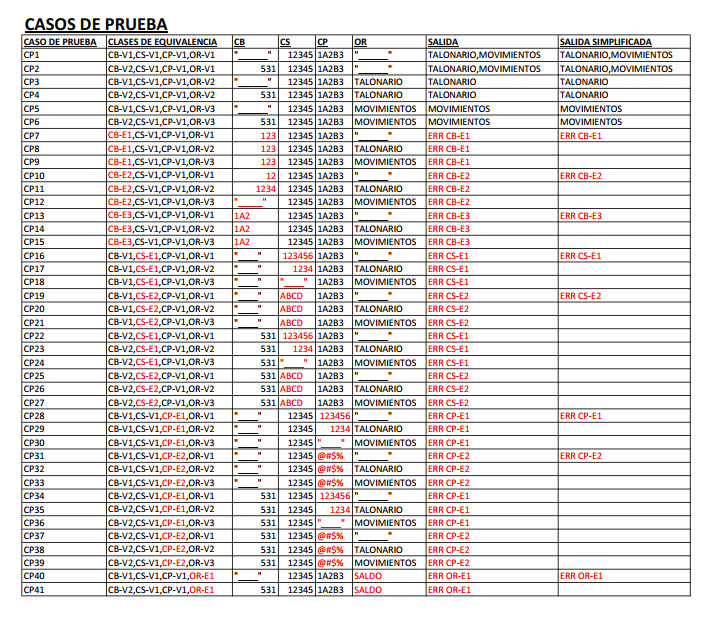 CASOS DE PRUEBA
CASO DE PRUEBA CLASES DE EQUIVALENCIA CB CS CP OR SALIDA SALIDA SIMPLIFICADA
CP1 CB-V1,CS-V1,CP-V1,OR-V1 "______" 12345 1A2B3 "______" TALONARIO,MOVIMIENTOS TALONARIO,MOVIMIENTOS
CP2 CB-V2,CS-V1,CP-V1,OR-V1 531 12345 1A2B3 "______" TALONARIO,MOVIMIENTOS TALONARIO,MOVIMIENTOS
CP3 CB-V1,CS-V1,CP-V1,OR-V2 "______" 12345 1A2B3 TALONARIO TALONARIO TALONARIO
CP4 CB-V2,CS-V1,CP-V1,OR-V2 531 12345 1A2B3 TALONARIO TALONARIO TALONARIO
CP5 CB-V1,CS-V1,CP-V1,OR-V3 "______" 12345 1A2B3 MOVIMIENTOS MOVIMIENTOS MOVIMIENTOS
CP6 CB-V2,CS-V1,CP-V1,OR-V3 531 12345 1A2B3 MOVIMIENTOS MOVIMIENTOS MOVIMIENTOS
CP7 CB-E1,CS-V1,CP-V1,OR-V1 123 12345 1A2B3 "______" ERR CB-E1 ERR CB-E1
CP8 CB-E1,CS-V1,CP-V1,OR-V2 123 12345 1A2B3 TALONARIO ERR CB-E1
CP9 CB-E1,CS-V1,CP-V1,OR-V3 123 12345 1A2B3 MOVIMIENTOS ERR CB-E1
CP10 CB-E2,CS-V1,CP-V1,OR-V1 12 12345 1A2B3 "______" ERR CB-E2 ERR CB-E2
CP11 CB-E2,CS-V1,CP-V1,OR-V2 1234 12345 1A2B3 TALONARIO ERR CB-E2
CP12 CB-E2,CS-V1,CP-V1,OR-V3 "_____" 12345 1A2B3 MOVIMIENTOS ERR CB-E2
CP13 CB-E3,CS-V1,CP-V1,OR-V1 1A2 12345 1A2B3 "______" ERR CB-E3 ERR CB-E3
CP14 CB-E3,CS-V1,CP-V1,OR-V2 1A2 12345 1A2B3 TALONARIO ERR CB-E3
CP15 CB-E3,CS-V1,CP-V1,OR-V3 1A2 12345 1A2B3 MOVIMIENTOS ERR CB-E3
CP16 CB-V1,CS-E1,CP-V1,OR-V1 "____" 123456 1A2B3 "______" ERR CS-E1 ERR CS-E1
CP17 CB-V1,CS-E1,CP-V1,OR-V2 "____" 1234 1A2B3 TALONARIO ERR CS-E1
CP18 CB-V1,CS-E1,CP-V1,OR-V3 "____" "____" 1A2B3 MOVIMIENTOS ERR CS-E1
CP19 CB-V1,CS-E2,CP-V1,OR-V1 "____" ABCD 1A2B3 "______" ERR CS-E2 ERR CS-E2
CP20 CB-V1,CS-E2,CP-V1,OR-V2 "____" ABCD 1A2B3 TALONARIO ERR CS-E2
CP21 CB-V1,CS-E2,CP-V1,OR-V3 "____" ABCD 1A2B3 MOVIMIENTOS ERR CS-E2
CP22 CB-V2,CS-E1,CP-V1,OR-V1 531 123456 1A2B3 "______" ERR CS-E1
CP23 CB-V2,CS-E1,CP-V1,OR-V2 531 1234 1A2B3 TALONARIO ERR CS-E1
CP24 CB-V2,CS-E1,CP-V1,OR-V3 531 "____" 1A2B3 MOVIMIENTOS ERR CS-E1
CP25 CB-V2,CS-E2,CP-V1,OR-V1 531 ABCD 1A2B3 "______" ERR CS-E2
CP26 CB-V2,CS-E2,CP-V1,OR-V2 531 ABCD 1A2B3 TALONARIO ERR CS-E2
CP27 CB-V2,CS-E2,CP-V1,OR-V3 531 ABCD 1A2B3 MOVIMIENTOS ERR CS-E2
CP28 CB-V1,CS-V1,CP-E1,OR-V1 "____" 12345 123456 "______" ERR CP-E1 ERR CP-E1
CP29 CB-V1,CS-V1,CP-E1,OR-V2 "____" 12345 1234 TALONARIO ERR CP-E1
CP30 CB-V1,CS-V1,CP-E1,OR-V3 "____" 12345 "____" MOVIMIENTOS ERR CP-E1
CP31 CB-V1,CS-V1,CP-E2,OR-V1 "____" 12345 @#$% "______" ERR CP-E2 ERR CP-E2
CP32 CB-V1,CS-V1,CP-E2,OR-V2 "____" 12345 @#$% TALONARIO ERR CP-E2
CP33 CB-V1,CS-V1,CP-E2,OR-V3 "____" 12345 @#$% MOVIMIENTOS ERR CP-E2
CP34 CB-V2,CS-V1,CP-E1,OR-V1 531 12345 123456 "______" ERR CP-E1
CP35 CB-V2,CS-V1,CP-E1,OR-V2 531 12345 1234 TALONARIO ERR CP-E1
CP36 CB-V2,CS-V1,CP-E1,OR-V3 531 12345 "____" MOVIMIENTOS ERR CP-E1
CP37 CB-V2,CS-V1,CP-E2,OR-V1 531 12345 @#$% "______" ERR CP-E2
CP38 CB-V2,CS-V1,CP-E2,OR-V2 531 12345 @#$% TALONARIO ERR CP-E2
CP39 CB-V2,CS-V1,CP-E2,OR-V3 531 12345 @#$% MOVIMIENTOS ERR CP-E2
CP40 CB-V1,CS-V1,CP-V1,OR-E1 "____" 12345 1A2B3 SALDO ERR OR-E1 ERR OR-E1
CP41 CB-V2,CS-V1,CP-V1,OR-E1 531 12345 1A2B3 SALDO ERR OR-E1